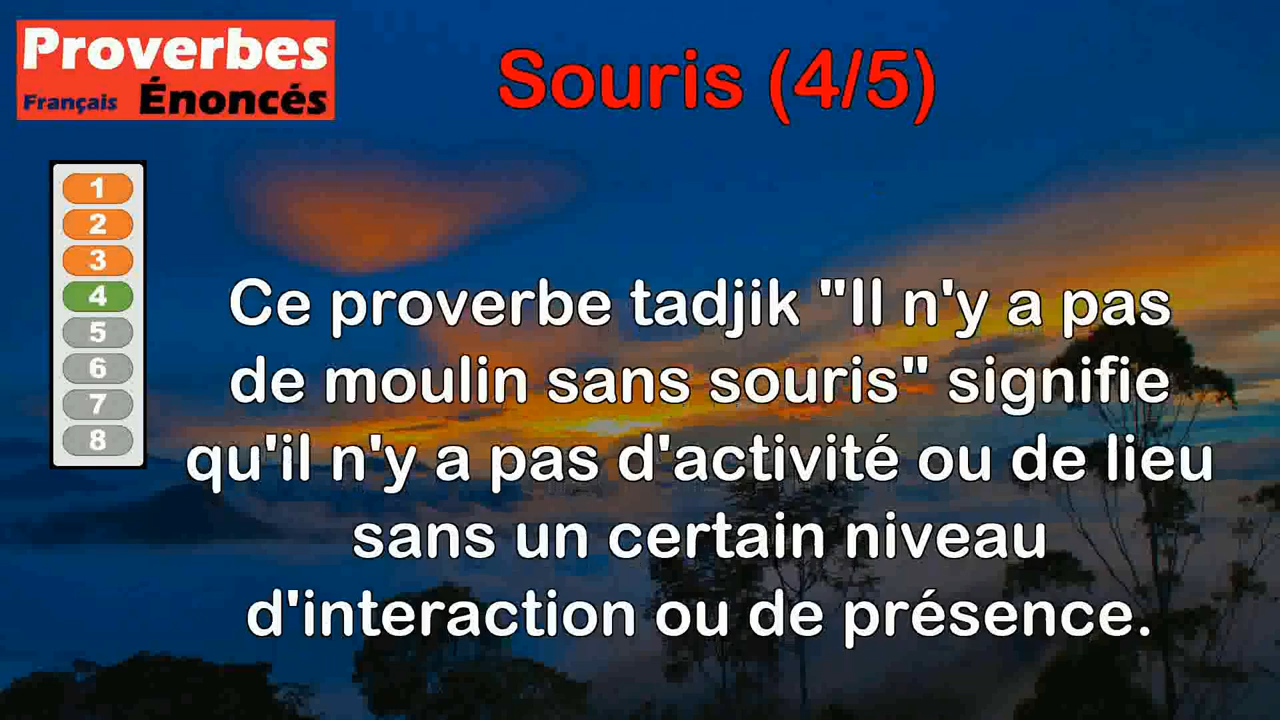 Proverbes
Français Énoncés
Souris (4/5)
1
2
3
4
5
6
7
8
Ce proverbe tadjik "Il n'y a pas
de moulin sans souris" signifie
qu'il n'y a pas d'activité ou de lieu
sans un certain niveau
d'interaction ou de présence.